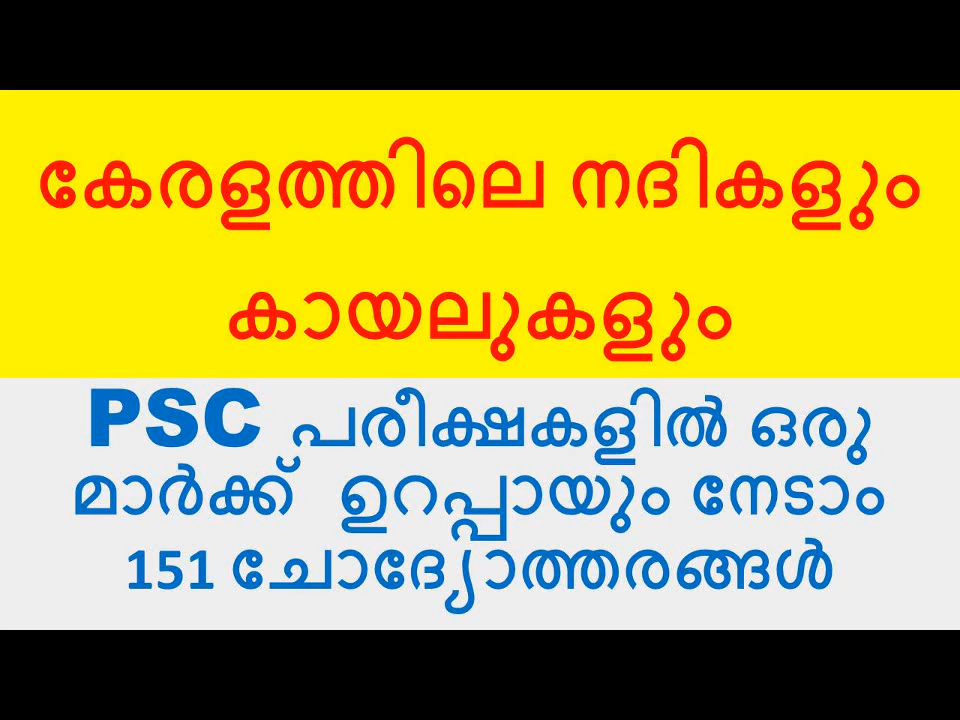 കേരളത്തിലെ നദികളും
കായലുകളും
PSC പരീക്ഷകളിൽ ഒരു
മാർക്ക് ഉറപ്പായും നേടാം
151 ചോദ്യോത്തരങ്ങൾ